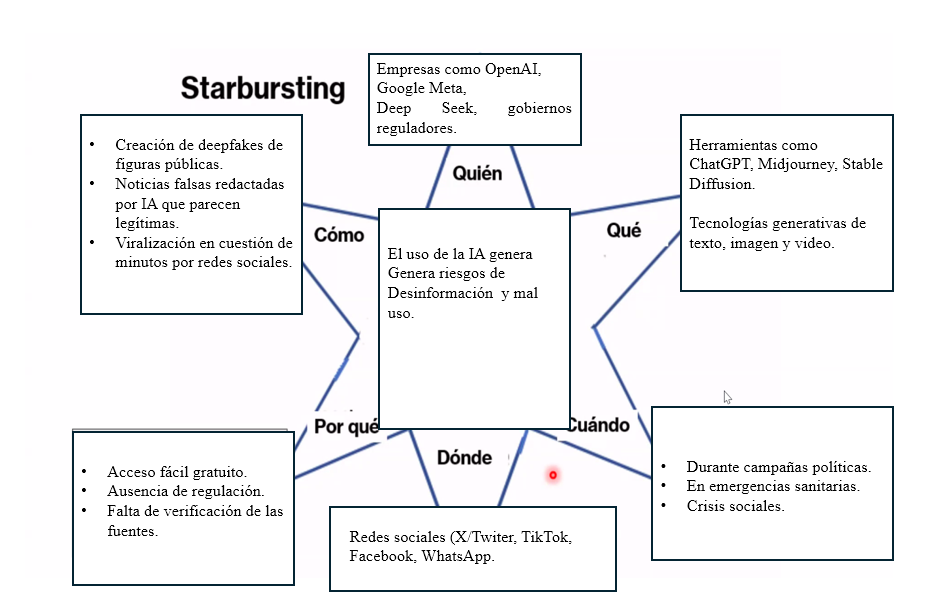 Starbursting
Empresas como OpenAI,
Google Meta,
Deep Seek, gobiernos
reguladores.
• Creación de deepfakes de
figuras públicas.
• Noticias falsas redactadas
por IA que parecen
legítimas.
• Viralización en cuestión de
minutos por redes sociales.
Quién
Herramientas como
ChatGPT, Midjourney, Stable
Diffusion.
Tecnologías generativas de
texto, imagen y video.
Cómo
Qué
El uso de la IA genera
Genera riesgos de
Desinformación y mal
uso.
Por qué
Cuándo
Dónde
• Acceso fácil gratuito.
• Ausencia de regulación.
• Falta de verificación de las
fuentes.
• Durante campañas políticas.
• En emergencias sanitarias.
• Crisis sociales.
Redes sociales (X/Twiter, TikTok,
Facebook, WhatsApp.